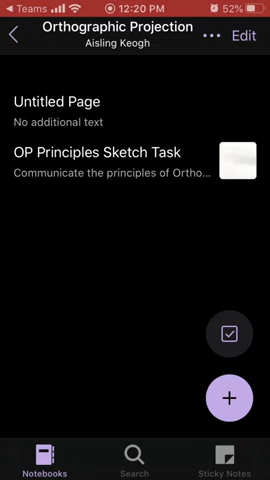 Teams 12:20 PM 52%
Orthographic Projection
Aisling Keogh
Edit
Untitled Page
No additional text
OP Principles Sketch Task
Communicate the principles of Ortho...
Notebooks Search Sticky Notes